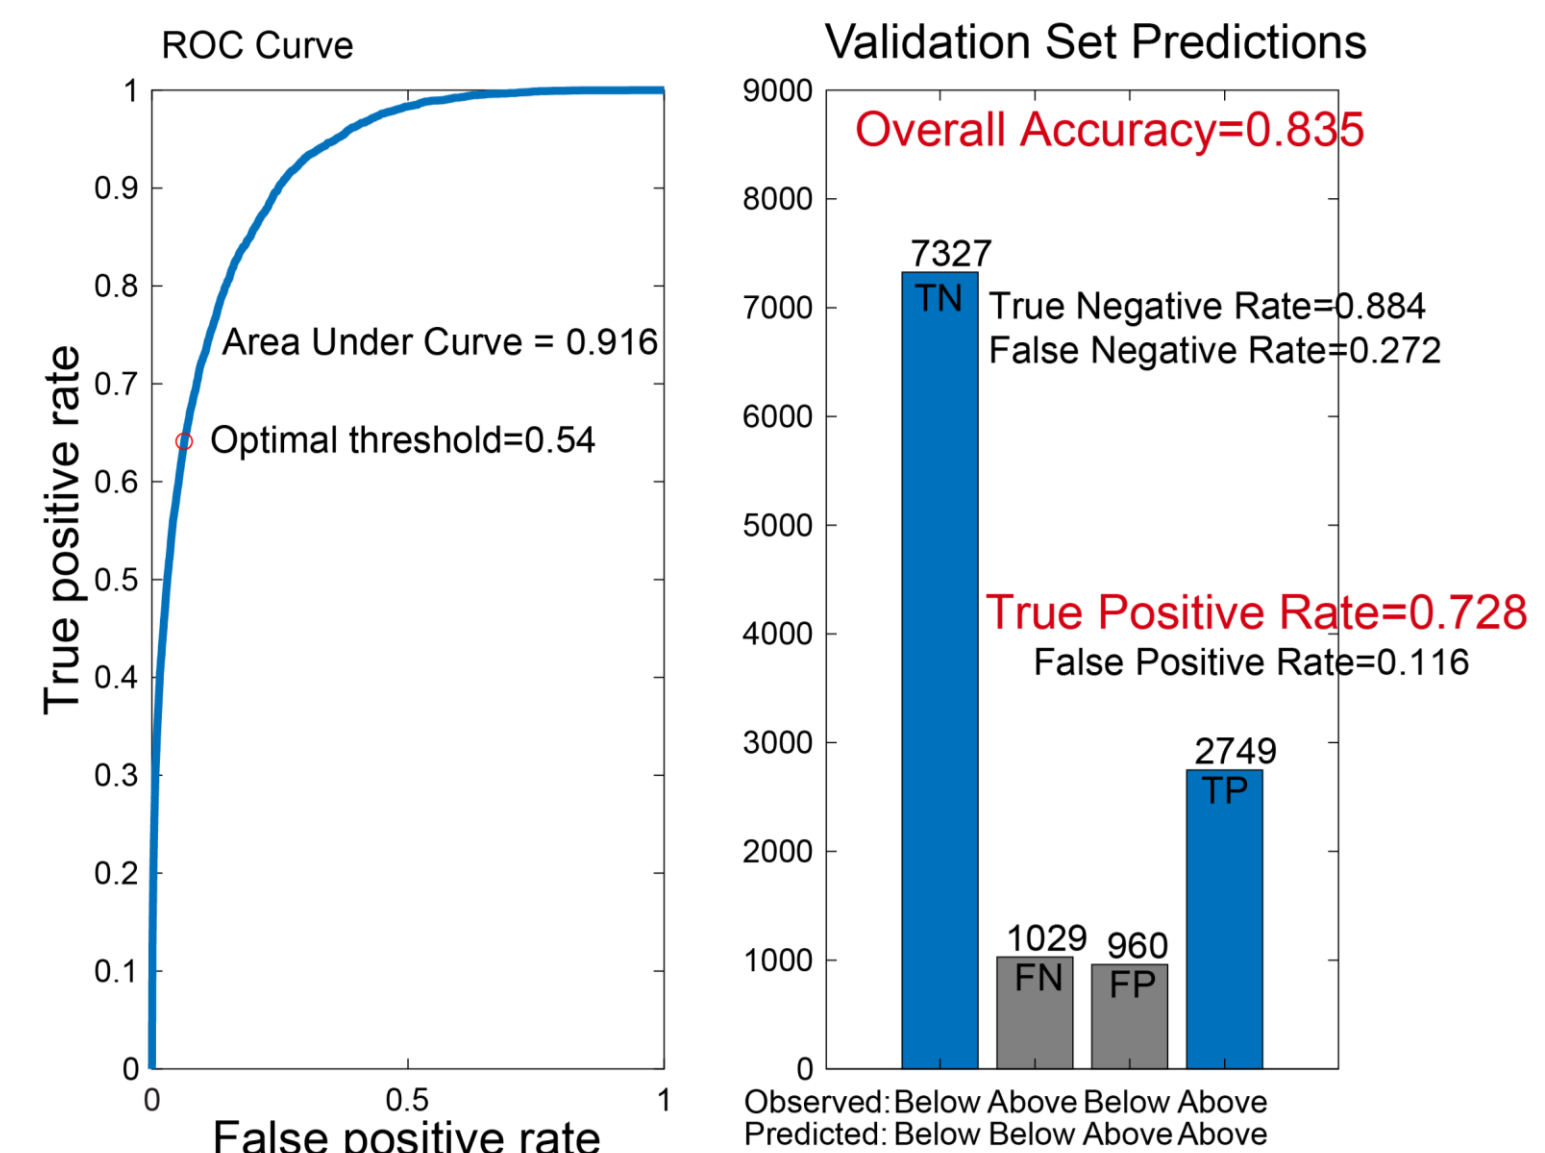 ROC Curve
1
0.9
0.8
0.7
0.6
0.5
0.4
0.3
0.2
0.1
0
True positive rate
Area Under Curve = 0.916
Optimal threshold=0.54
0 0.5 1
False positive rate
Validation Set Predictions
9000
8000
7000
6000
5000
4000
3000
2000
1000
0
Overall Accuracy=0.835
7327
TN
True Negative Rate=0.884
False Negative Rate=0.272
True Positive Rate=0.728
False Positive Rate=0.116
2749
TP
1029
FN
960
FP
Observed: Below Above Below Above
Predicted: Below Below Above Above